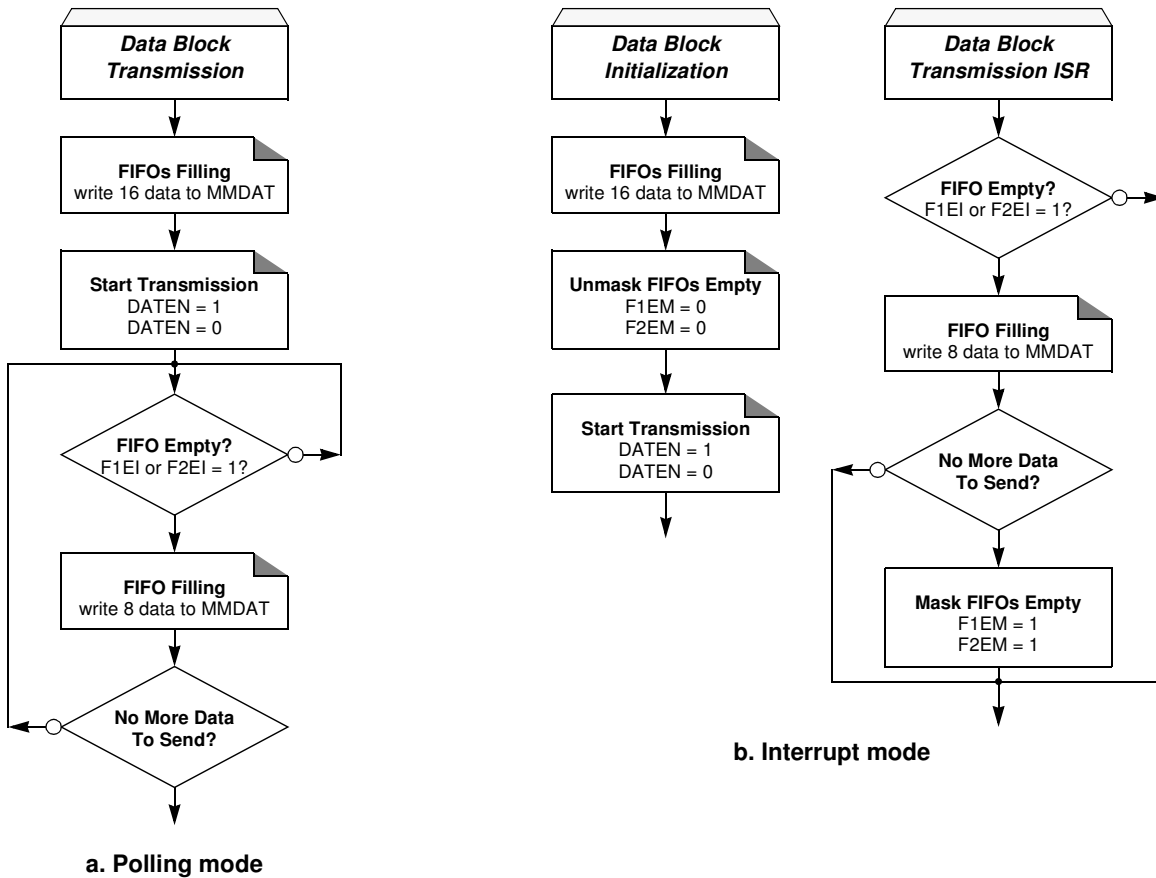 Data Block
Transmission
FIFOs Filling
write 16 data to MMDAT
Start Transmission
DATEN = 1
DATEN = 0
FIFO Empty?
F1EI or F2EI = 1?
FIFO Filling
write 8 data to MMDAT
No More Data
To Send?
a. Polling mode
Data Block
Initialization
FIFOs Filling
write 16 data to MMDAT
Unmask FIFOs Empty
F1EM = 0
F2EM = 0
Start Transmission
DATEN = 1
DATEN = 0
Data Block
Transmission ISR
FIFO Empty?
F1EI or F2EI = 1?
FIFO Filling
write 8 data to MMDAT
No More Data
To Send?
Mask FIFOs Empty
F1EM = 1
F2EM = 1
b. Interrupt mode